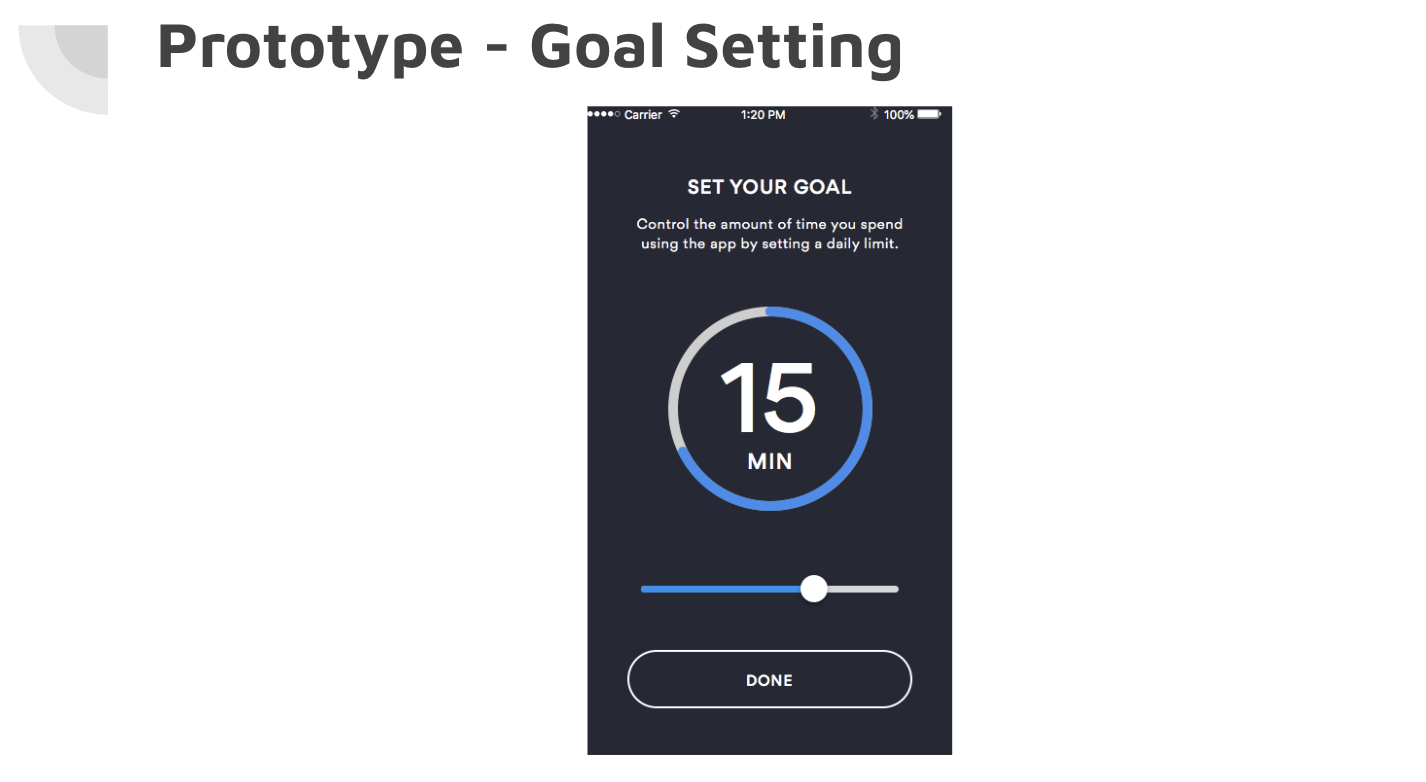 Prototype - Goal Setting
Carrier 1:20 PM 100%
SET YOUR GOAL
Control the amount of time you spend
using the app by setting a daily limit.
15
MIN
DONE